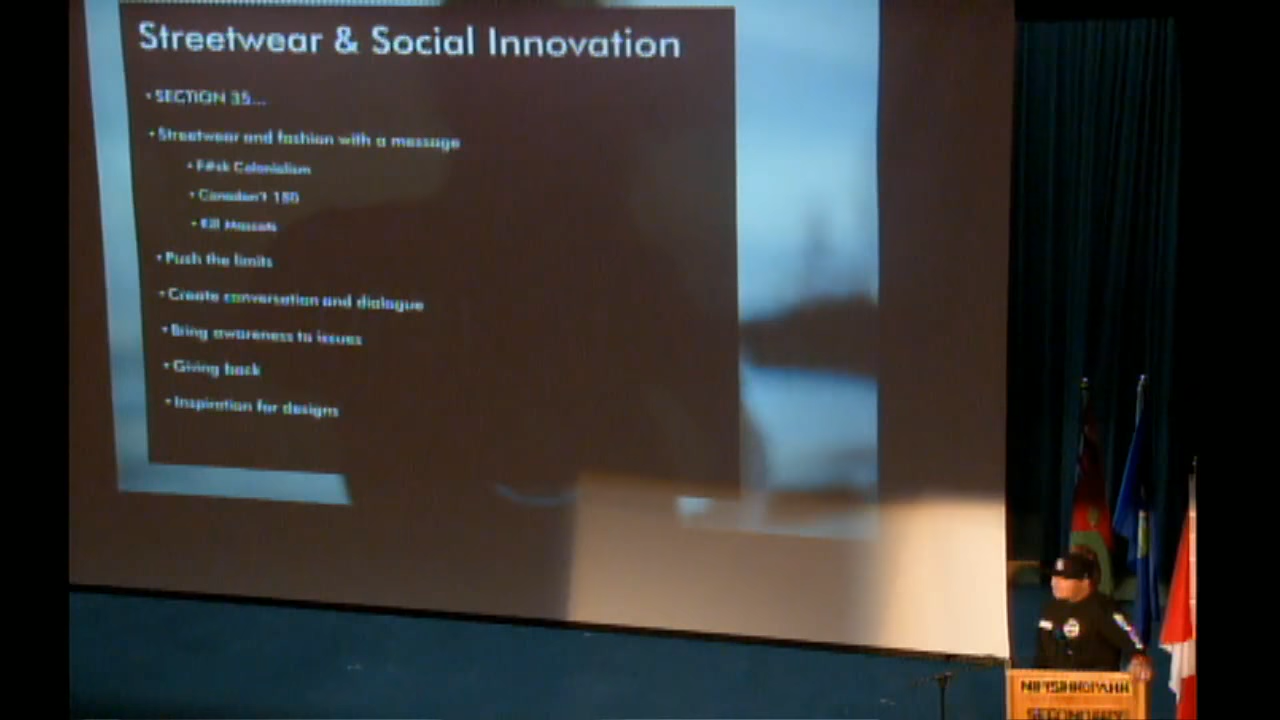 Streetwear & Social Innovation
• SECTION 35...
• Streetwear and fashion with a message
• F#ck Colonialism
• Canadon't 150
• Kill Mascots
• Push the limits
• Create conversation and dialogue
• Bring awareness to issues
• Giving back
• Inspiration for designs
SECONDARY